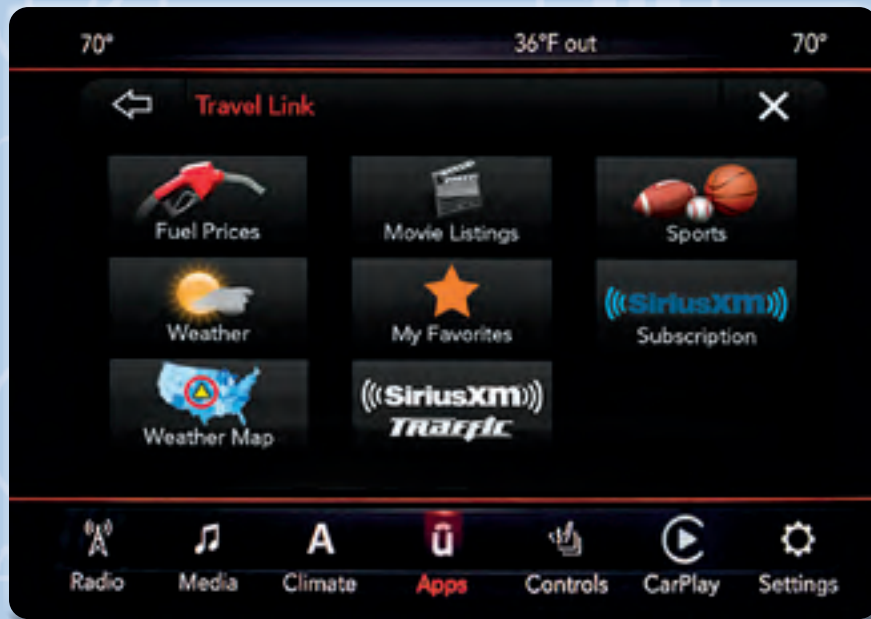 70° 36°F out 70°
Travel Link
Fuel Prices Movie Listings Sports
Weather My Favorites SiriusXM Subscription
Weather Map SiriusXM Traffic
A û
Radio Media Climate Apps Controls CarPlay Settings